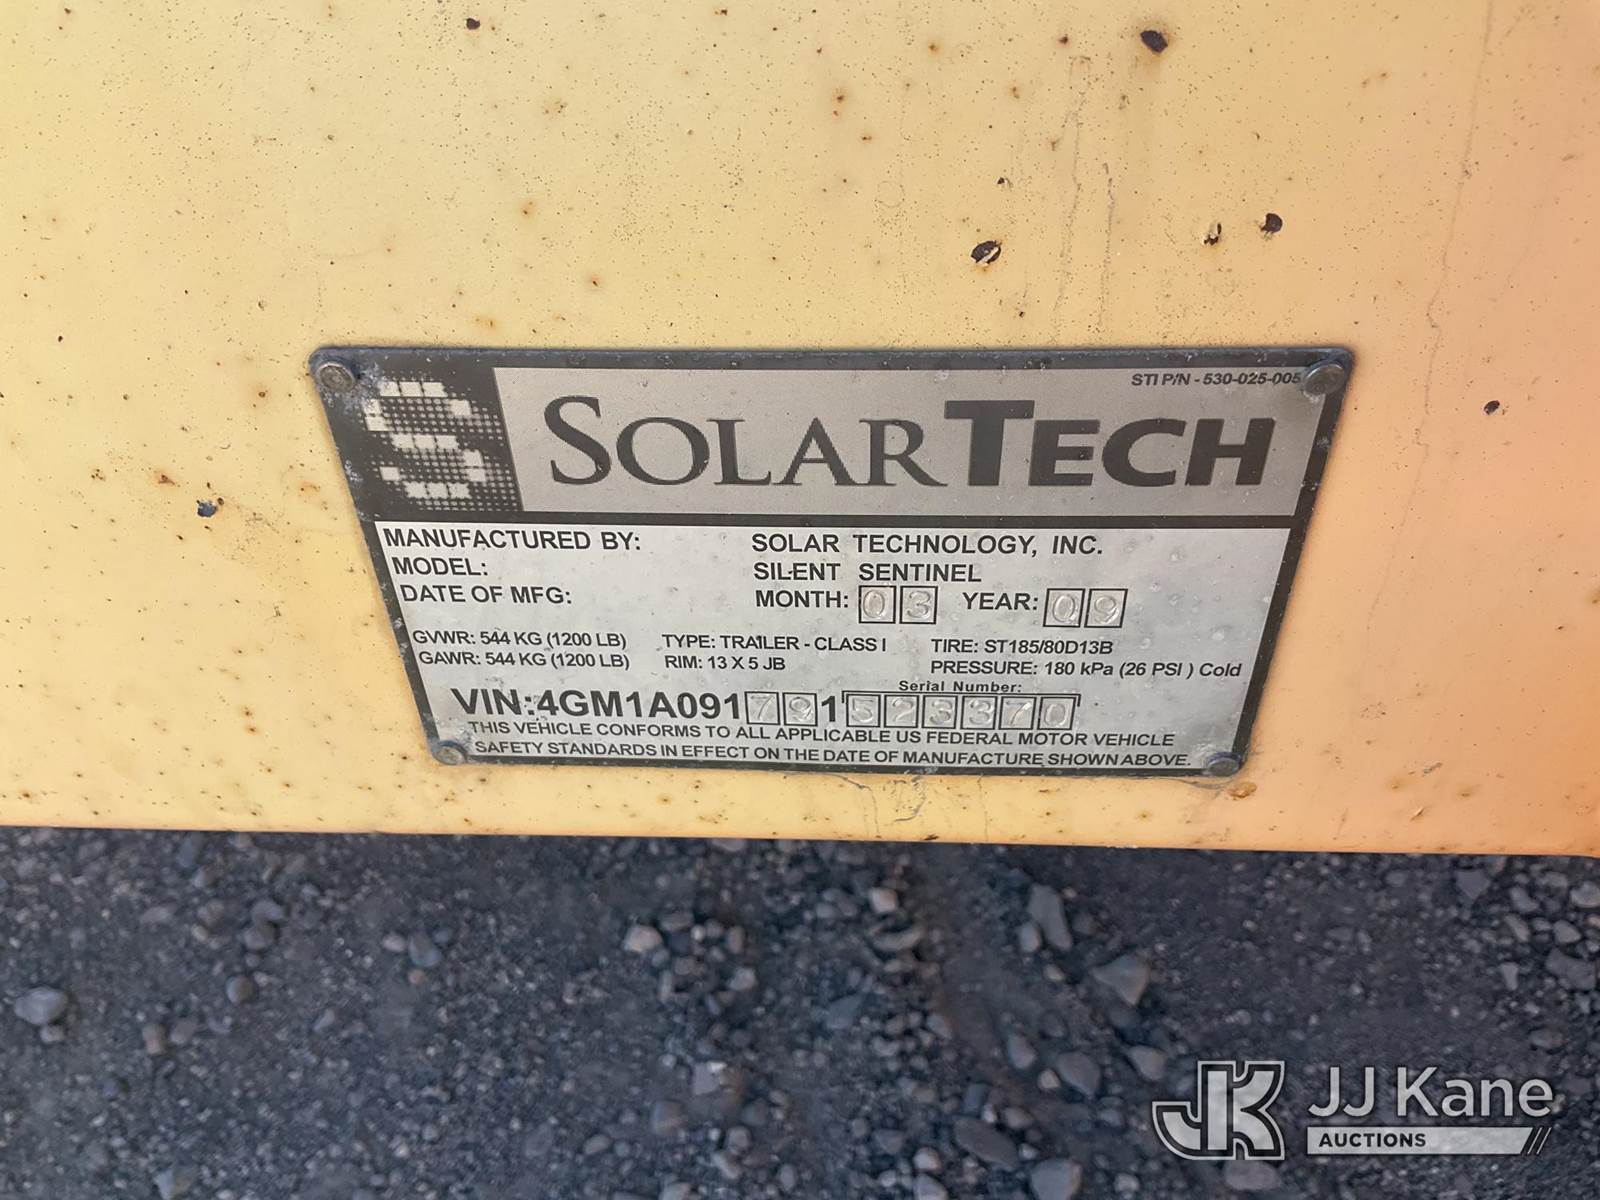 STI P/N - 530-025-005
SOLARTECH
MANUFACTURED BY: SOLAR TECHNOLOGY, INC.
MODEL: SILENT SENTINEL
DATE OF MFG: MONTH: 03 YEAR: 09
GVWR: 544 KG (1200 LB) TYPE: TRAILER - CLASS I TIRE: ST185/80D13B
GAWR: 544 KG (1200 LB) RIM: 13 X 5 JB PRESSURE: 180 kPa (26 PSI ) Cold
Serial Number:
VIN:4GM1A091791523370
THIS VEHICLE CONFORMS TO ALL APPLICABLE US FEDERAL MOTOR VEHICLE
SAFETY STANDARDS IN EFFECT ON THE DATE OF MANUFACTURE SHOWN ABOVE.
JK JJ Kane
AUCTIONS